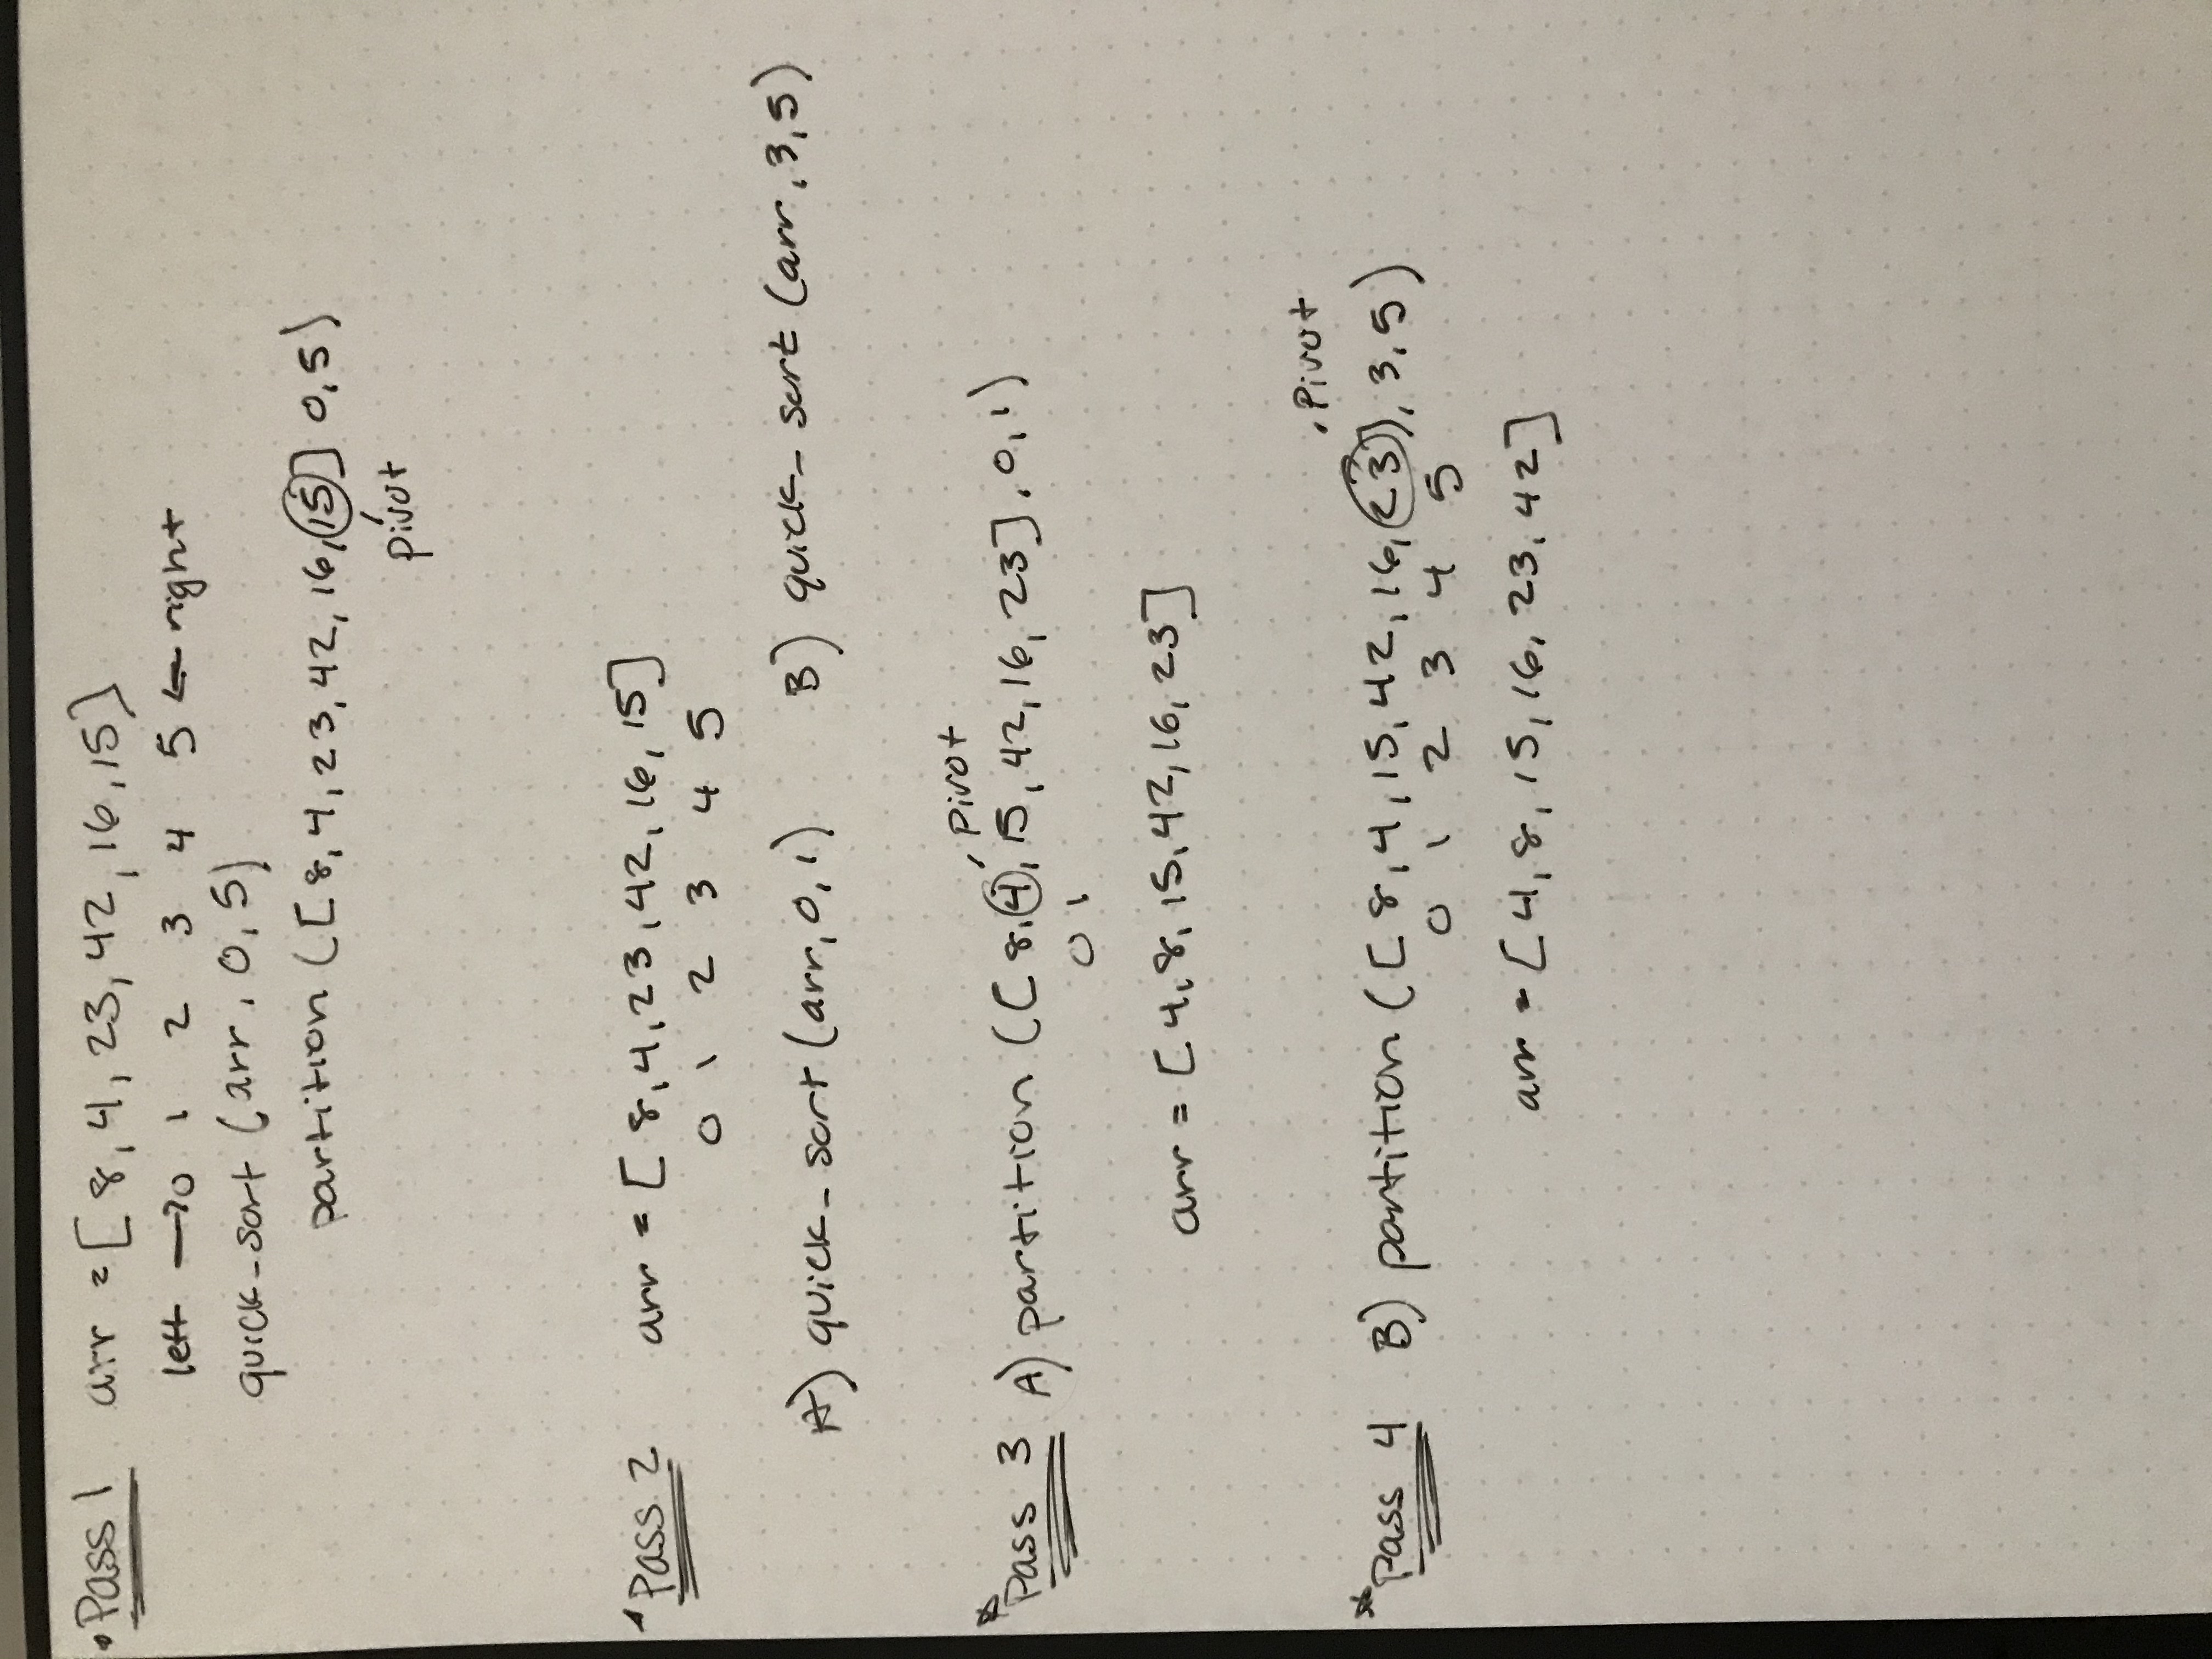 Pass 1 arr = [ 8, 4, 23, 42, 16, 15]
left → 0 1 2 3 4 5 ← right
quick_sort (arr, 0, 5)
partition ([ 8, 4, 23, 42, 16, 15] 0, 5)
pivot
Pass 2 arr = [ 8, 4, 23, 42, 16, 15]
0 1 2 3 4 5
A) quick_sort (arr, 0, 1) B) quick_sort (arr, 3, 5)
pivot
Pass 3 A) partition ([ 8, 4, 15, 42, 16, 23], 0, 1)
0 1
arr = [ 4, 8, 15, 42, 16, 23]
Pivot
Pass 4 B) partition ([ 8, 4, 15, 42, 16, 23], 3, 5)
0 1 2 3 4 5
arr = [ 4, 8, 15, 16, 23, 42]